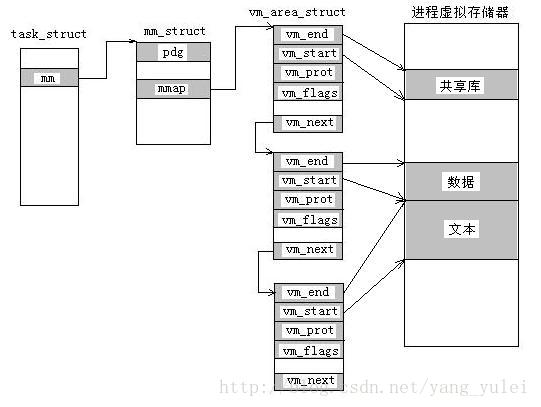 task_struct
mm
mm_struct
pdg
mmap
vm_area_struct
vm_end
vm_start
vm_prot
vm_flags
vm_next
vm_end
vm_start
vm_prot
vm_flags
vm_next
vm_end
vm_start
vm_prot
vm_flags
vm_next
进程虚拟存储器
共享库
数据
文本
http://blog.csdn.net/yang_yulei